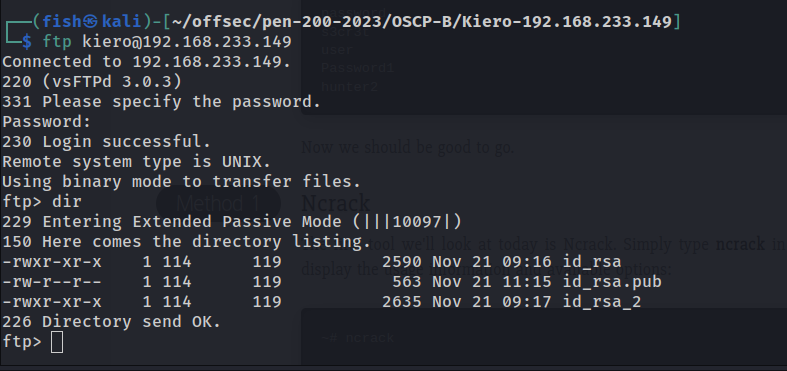 ┌──(fish㉿kali)-[~/offsec/pen-200-2023/OSCP-B/Kiero-192.168.233.149]
└─$ ftp kiero@192.168.233.149
Connected to 192.168.233.149.
220 (vsFTPd 3.0.3)
331 Please specify the password.
Password:
230 Login successful.
Remote system type is UNIX.
Using binary mode to transfer files.
ftp> dir
229 Entering Extended Passive Mode (|||10097|)
150 Here comes the directory listing.
-rwxr-xr-x    1 114      119          2590 Nov 21 09:16 id_rsa
-rw-r--r--    1 114      119           563 Nov 21 11:15 id_rsa.pub
-rwxr-xr-x    1 114      119          2635 Nov 21 09:17 id_rsa_2
226 Directory send OK.
ftp>
password
user
Password1
hunter2
Now we should be good to go.
Method 1
Ncrack
tool we'll look at today is Ncrack. Simply type ncrack in
display the
~# ncrack